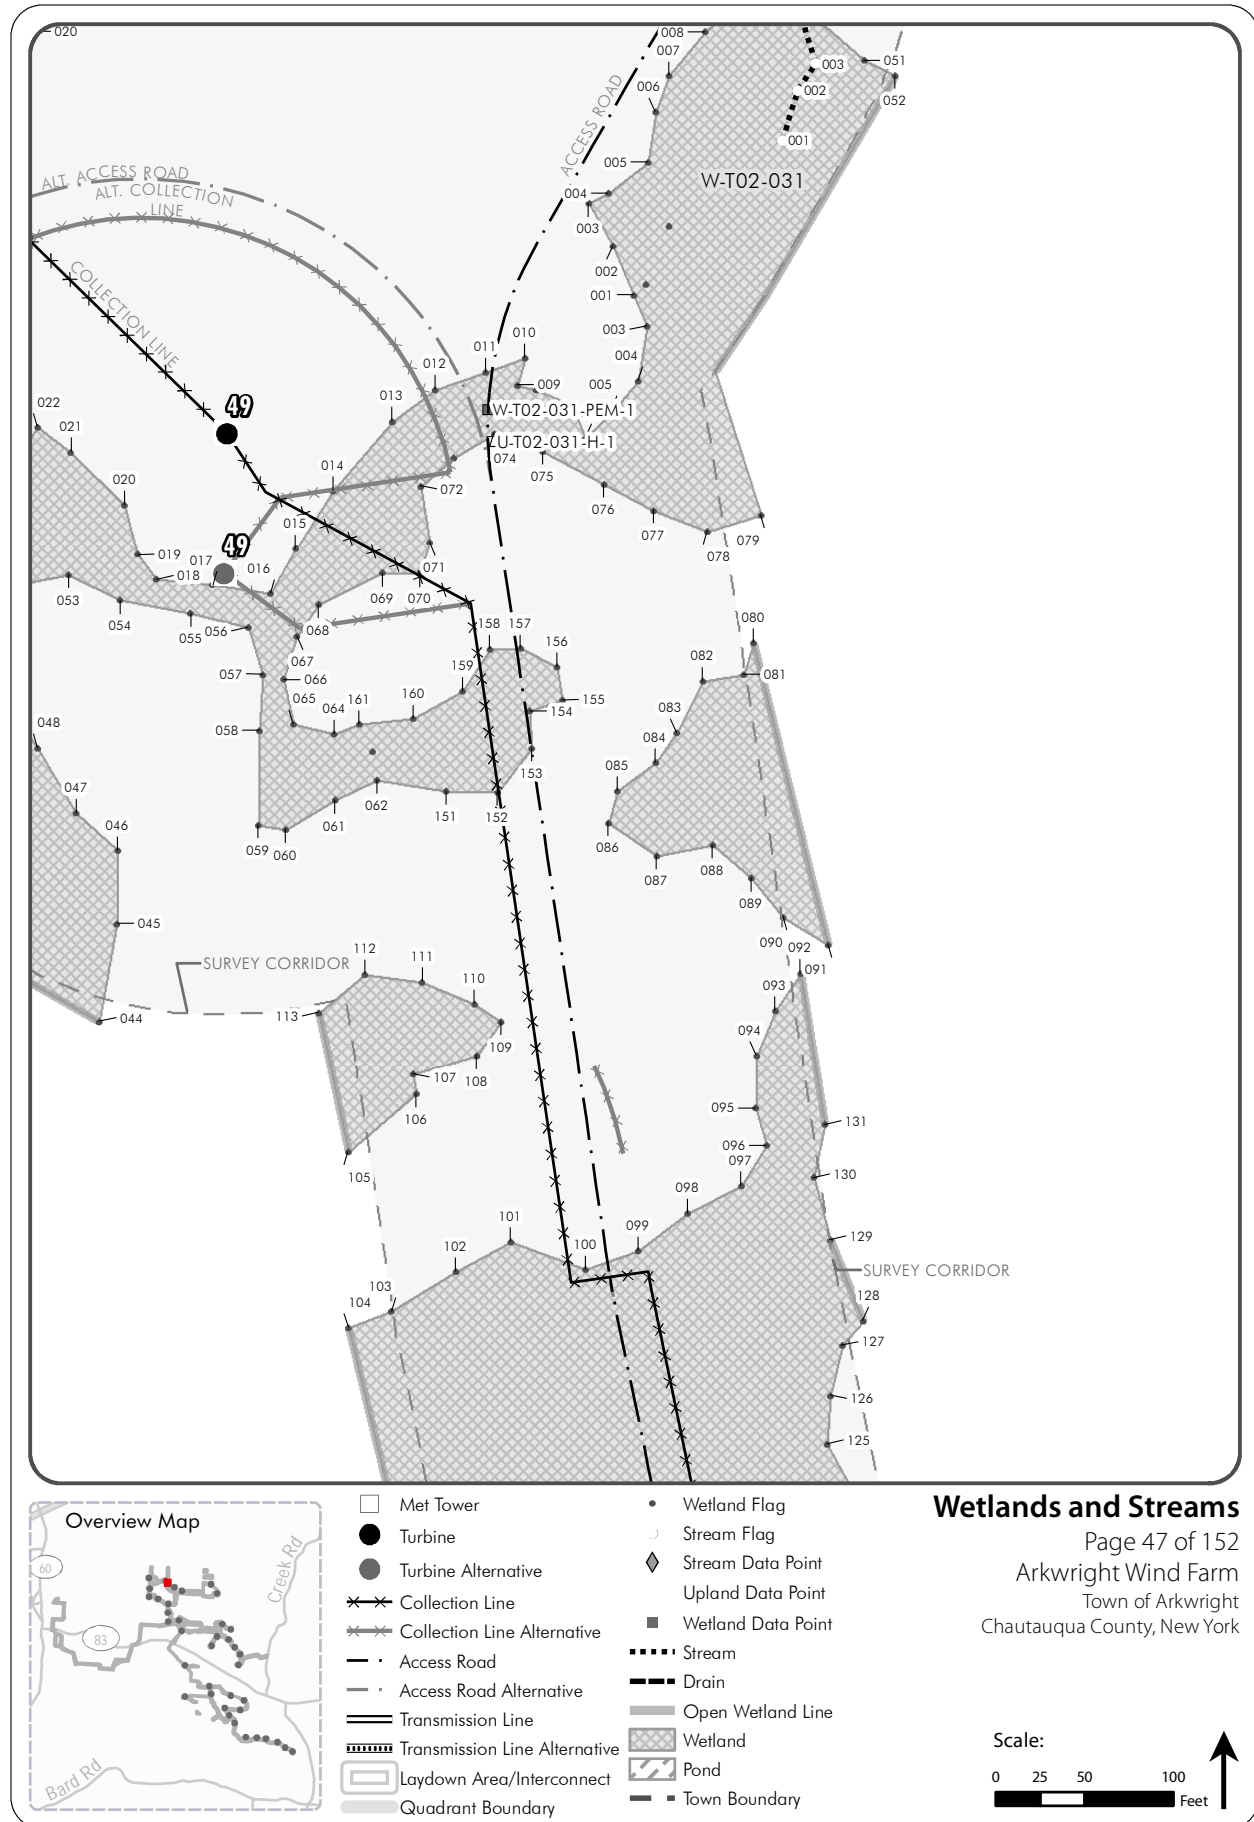 020
008
007
006
005
004
003
002
001
003
004
005
003
002
001
051
052
W-T02-031
ACCESS ROAD
ALT. ACCESS ROAD
ALT. COLLECTION
LINE
COLLECTION LINE
010
011
012
009
013
W-T02-031-PEM-1
U-T02-031-H-1
49
022
021
020
014
074
075
072
076
077
078
079
015
49
019
017
018
016
071
069
070
053
054
055
056
068
067
158
157
156
080
082
081
057
066
159
155
154
065
064
161
160
083
048
058
084
153
085
047
062
151
152
046
061
086
059
060
087
088
089
045
090
092
091
SURVEY CORRIDOR
112
111
110
093
044
113
094
109
107
108
095
106
131
096
097
105
130
098
101
099
102
100
129
SURVEY CORRIDOR
103
104
128
127
126
125
Overview Map
60
83
Creek Rd
Bard Rd
Met Tower
Turbine
Turbine Alternative
Collection Line
Collection Line Alternative
Access Road
Access Road Alternative
Transmission Line
Transmission Line Alternative
Laydown Area/Interconnect
Quadrant Boundary
Wetland Flag
Stream Flag
Stream Data Point
Upland Data Point
Wetland Data Point
Stream
Drain
Open Wetland Line
Wetland
Pond
Town Boundary
Wetlands and Streams
Page 47 of 152
Arkwright Wind Farm
Town of Arkwright
Chautauqua County, New York
Scale:
0 25 50 100
Feet